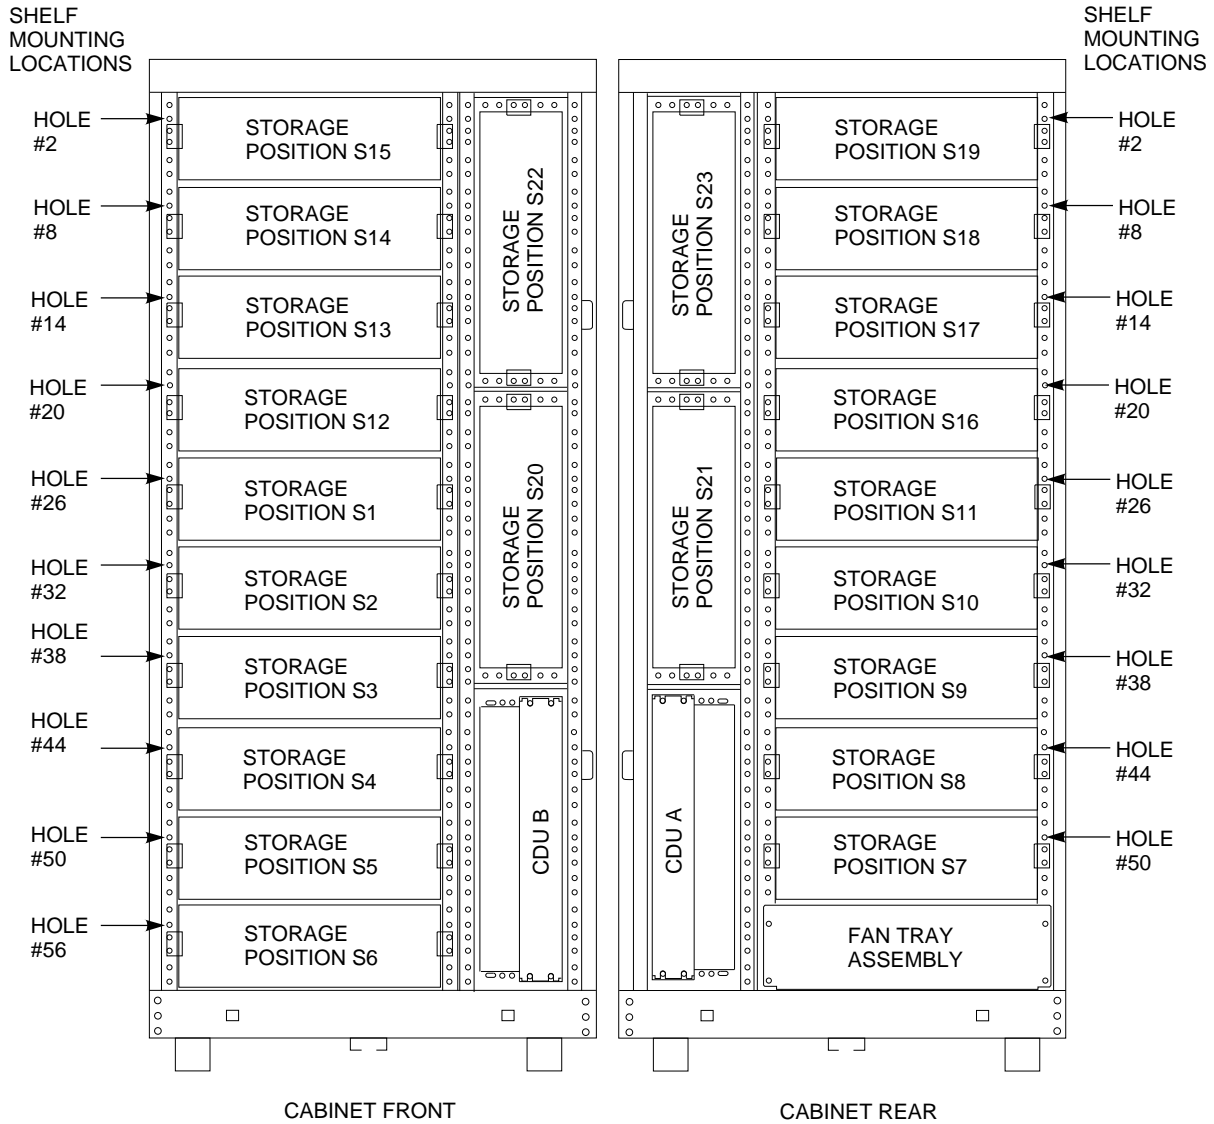 SHELF
MOUNTING
LOCATIONS
SHELF
MOUNTING
LOCATIONS
HOLE
#2
HOLE
#8
HOLE
#14
HOLE
#20
HOLE
#26
HOLE
#32
HOLE
#38
HOLE
#44
HOLE
#50
HOLE
#56
STORAGE
POSITION S15
STORAGE
POSITION S14
STORAGE
POSITION S13
STORAGE
POSITION S12
STORAGE
POSITION S1
STORAGE
POSITION S2
STORAGE
POSITION S3
STORAGE
POSITION S4
STORAGE
POSITION S5
STORAGE
POSITION S6
STORAGE
POSITION S22
STORAGE
POSITION S20
CDU B
STORAGE
POSITION S23
STORAGE
POSITION S21
CDU A
STORAGE
POSITION S19
STORAGE
POSITION S18
STORAGE
POSITION S17
STORAGE
POSITION S16
STORAGE
POSITION S11
STORAGE
POSITION S10
STORAGE
POSITION S9
STORAGE
POSITION S8
STORAGE
POSITION S7
FAN TRAY
ASSEMBLY
HOLE
#2
HOLE
#8
HOLE
#14
HOLE
#20
HOLE
#26
HOLE
#32
HOLE
#38
HOLE
#44
HOLE
#50
CABINET FRONT
CABINET REAR